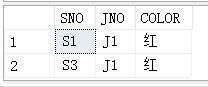 SNO JNO COLOR
1 S1 J1 红
2 S3 J1 红